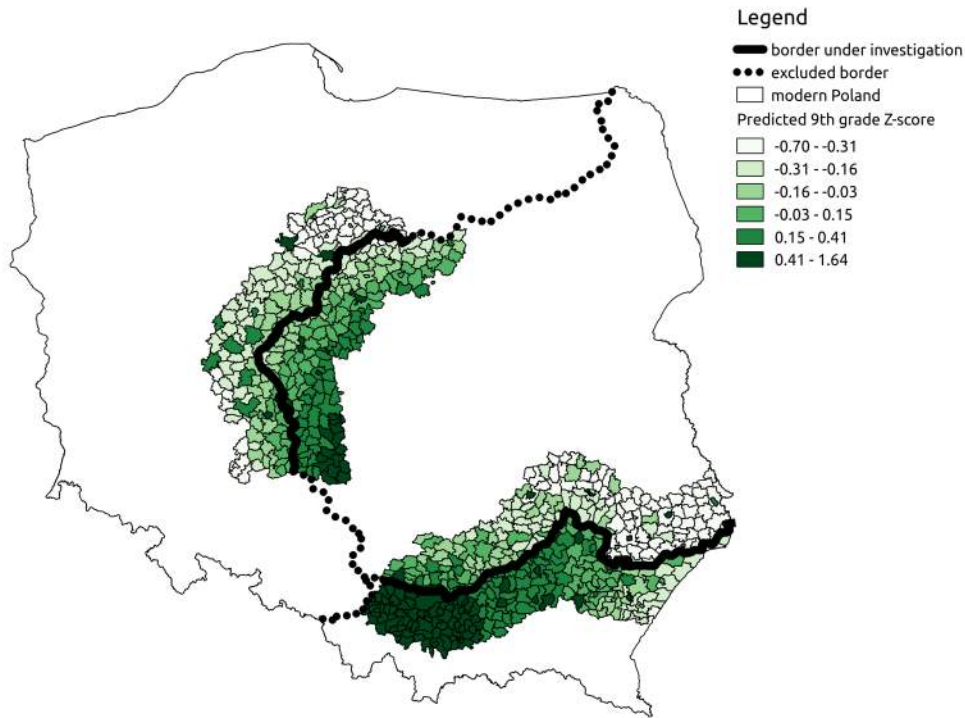 Legend
border under investigation
excluded border
modern Poland
Predicted 9th grade Z-score
-0.70 - -0.31
-0.31 - -0.16
-0.16 - -0.03
-0.03 - 0.15
0.15 - 0.41
0.41 - 1.64